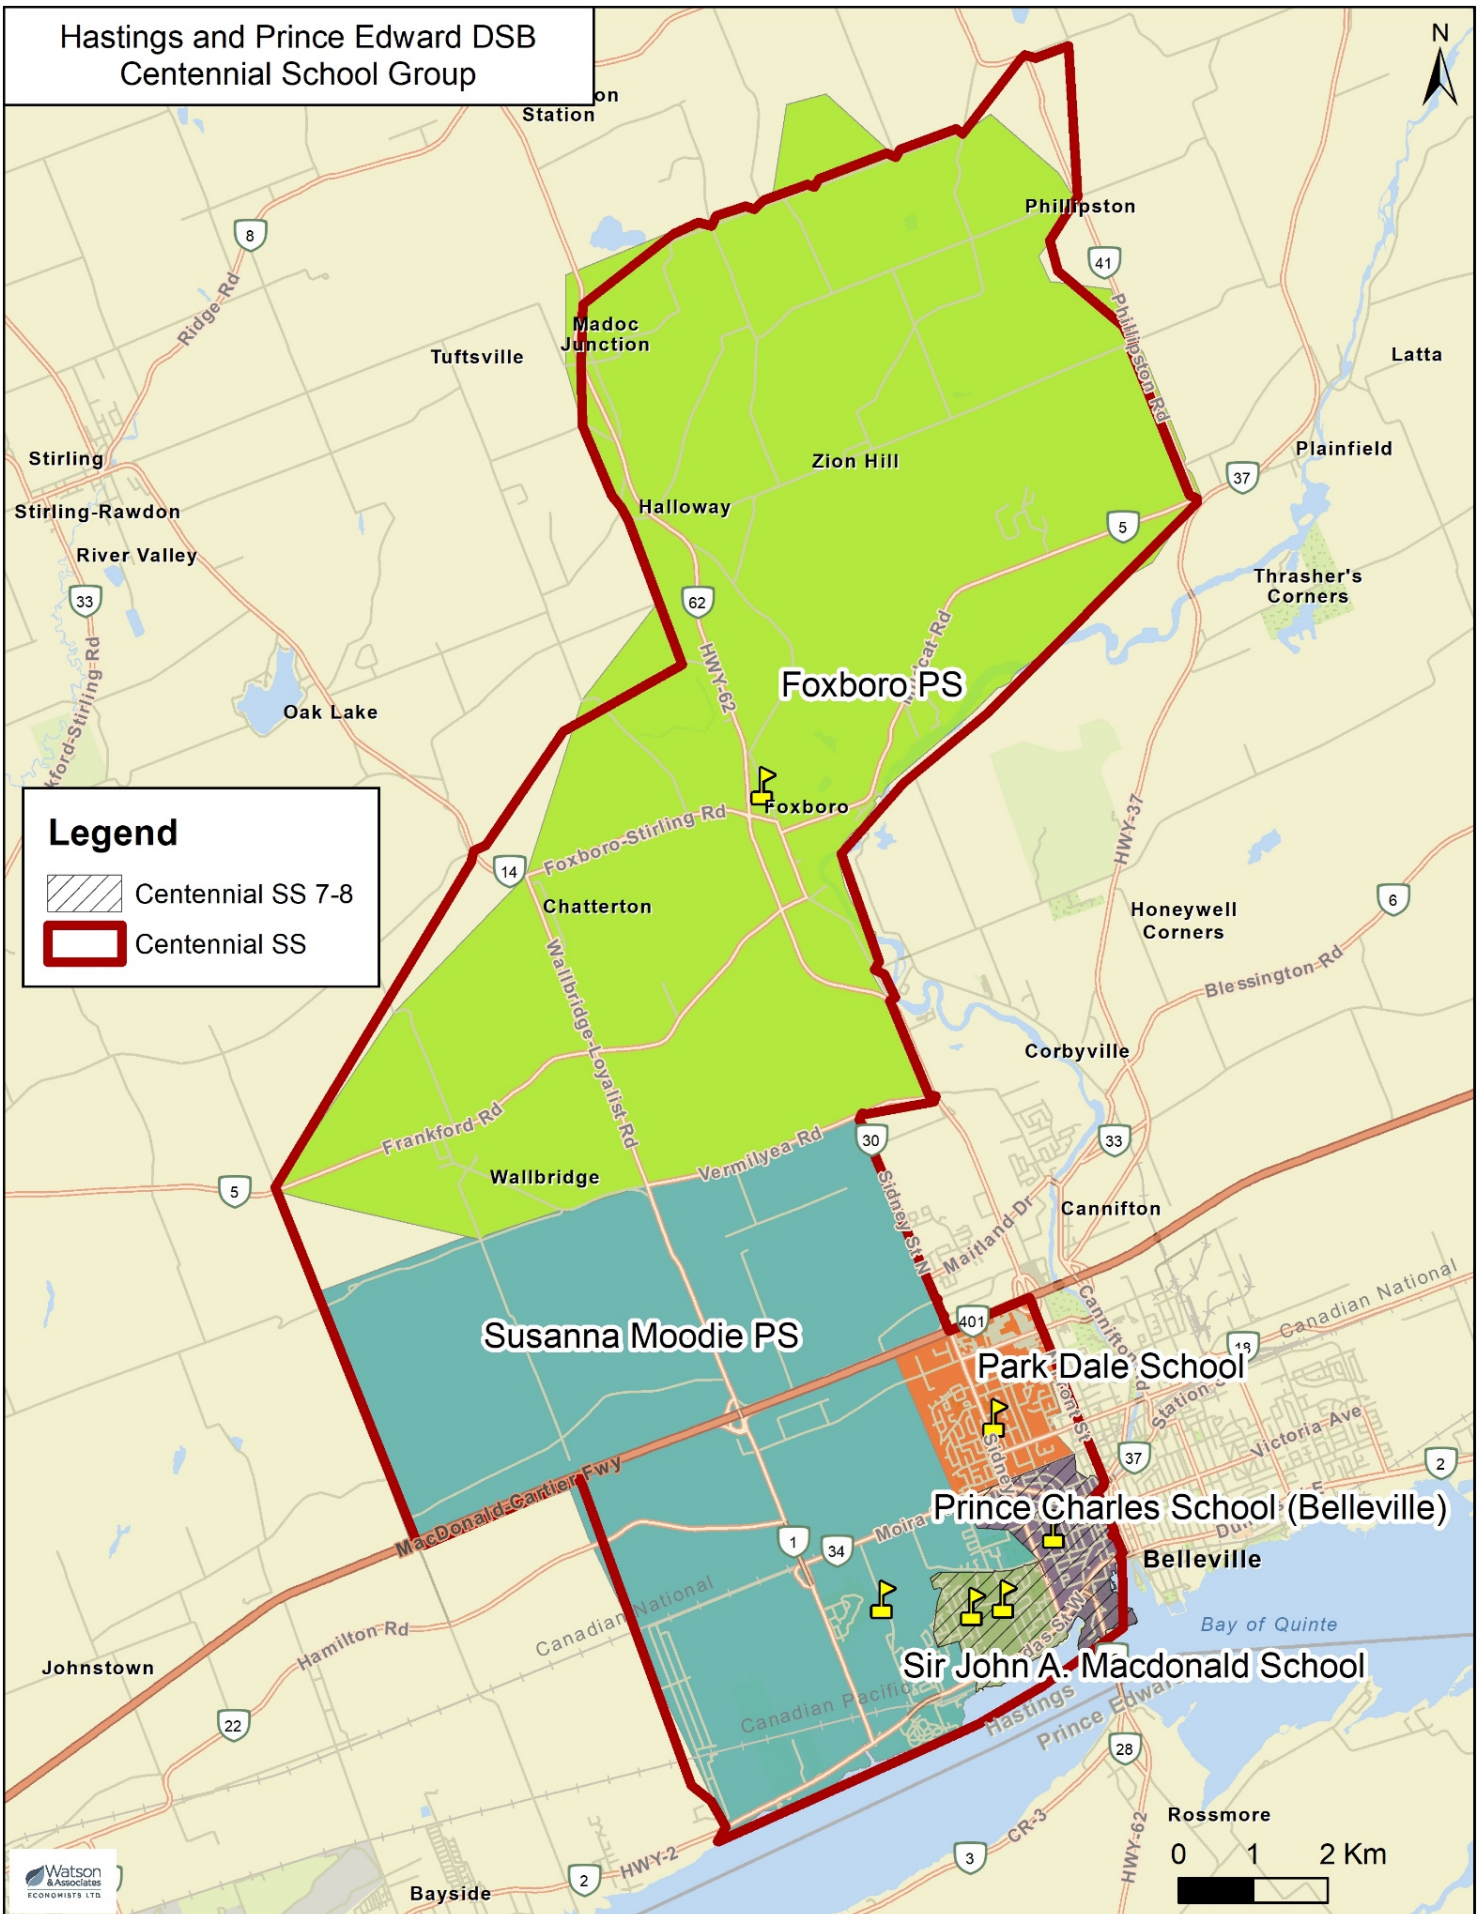 Hastings and Prince Edward DSB
Centennial School Group
N
on
Station
8
Ridge Rd
Phillipston
41
Phillipston Rd
Madoc
Junction
Tuftsville
Latta
Stirling
Zion Hill
Plainfield
37
Stirling-Rawdon
Halloway
5
River Valley
33
62
Thrasher's
Corners
HWY-62
Foxboro PS
Oak Lake
kford-Stirling Rd
Foxboro
Foxboro-Stirling Rd
HWY-37
Legend
Centennial SS 7-8
Centennial SS
14
Chatterton
6
Honeywell
Corners
Wallbridge-Loyalist Rd
Blessington Rd
Corbyville
Frankford Rd
Vermilyea Rd
30
33
Wallbridge
5
Sidney St N
Maitland Dr
Cannifton
Canadian National
401
Susanna Moodie PS
18
Park Dale School
Victoria Ave
37
2
MacDonald-Cartier Fwy
Prince Charles School (Belleville)
1
34
Moira
Belleville
Canadian National
Hamilton Rd
Bay of Quinte
Johnstown
Sir John A. Macdonald School
Canadian Pacific
Hastings
22
28
Rossmore
CR-3
HWY-62
0 1 2 Km
3
HWY-2
2
Bayside
Watson
& Associates
ECONOMISTS LTD.